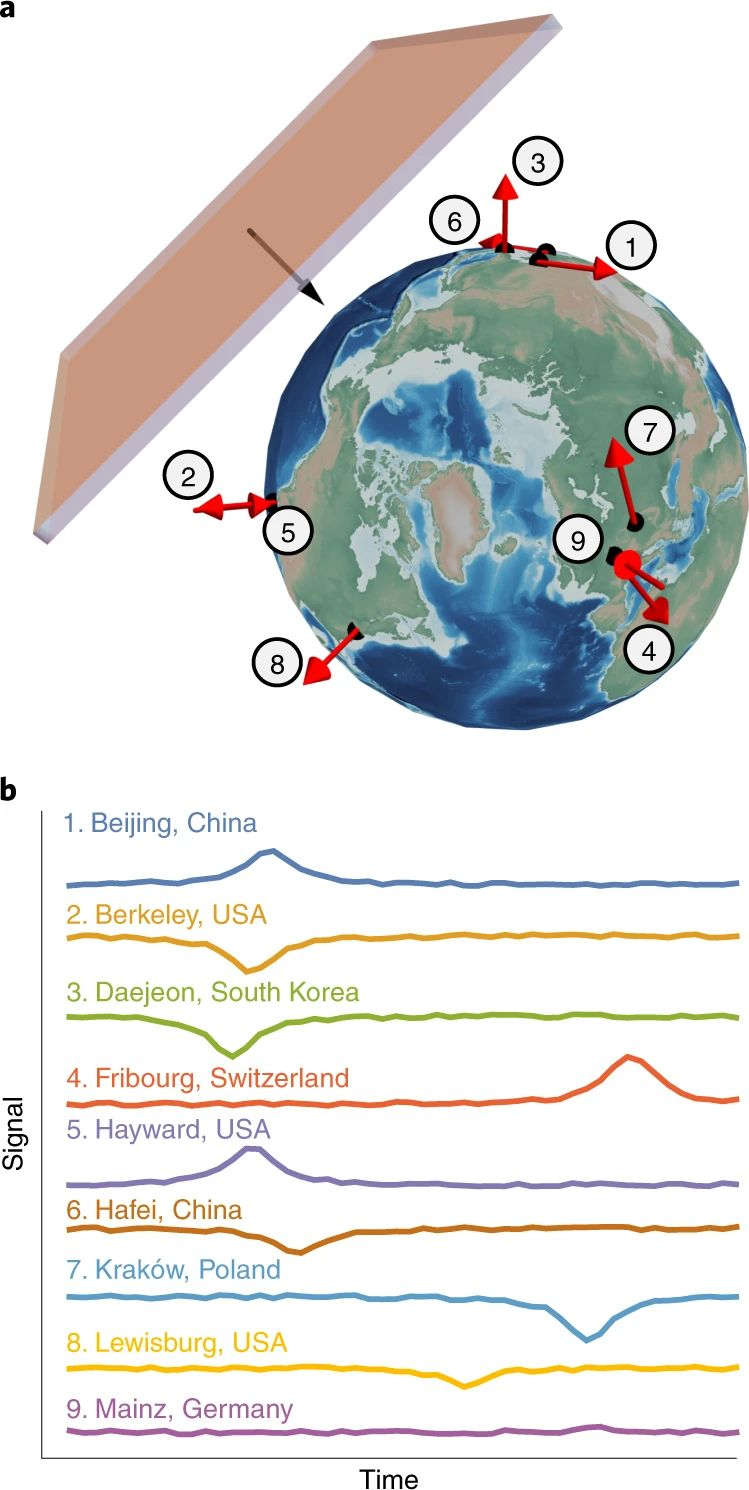 a
3
6
1
7
2
5
9
4
8
b
1. Beijing, China
2. Berkeley, USA
3. Daejeon, South Korea
4. Fribourg, Switzerland
5. Hayward, USA
6. Hafei, China
7. Kraków, Poland
8. Lewisburg, USA
9. Mainz, Germany
Signal
Time